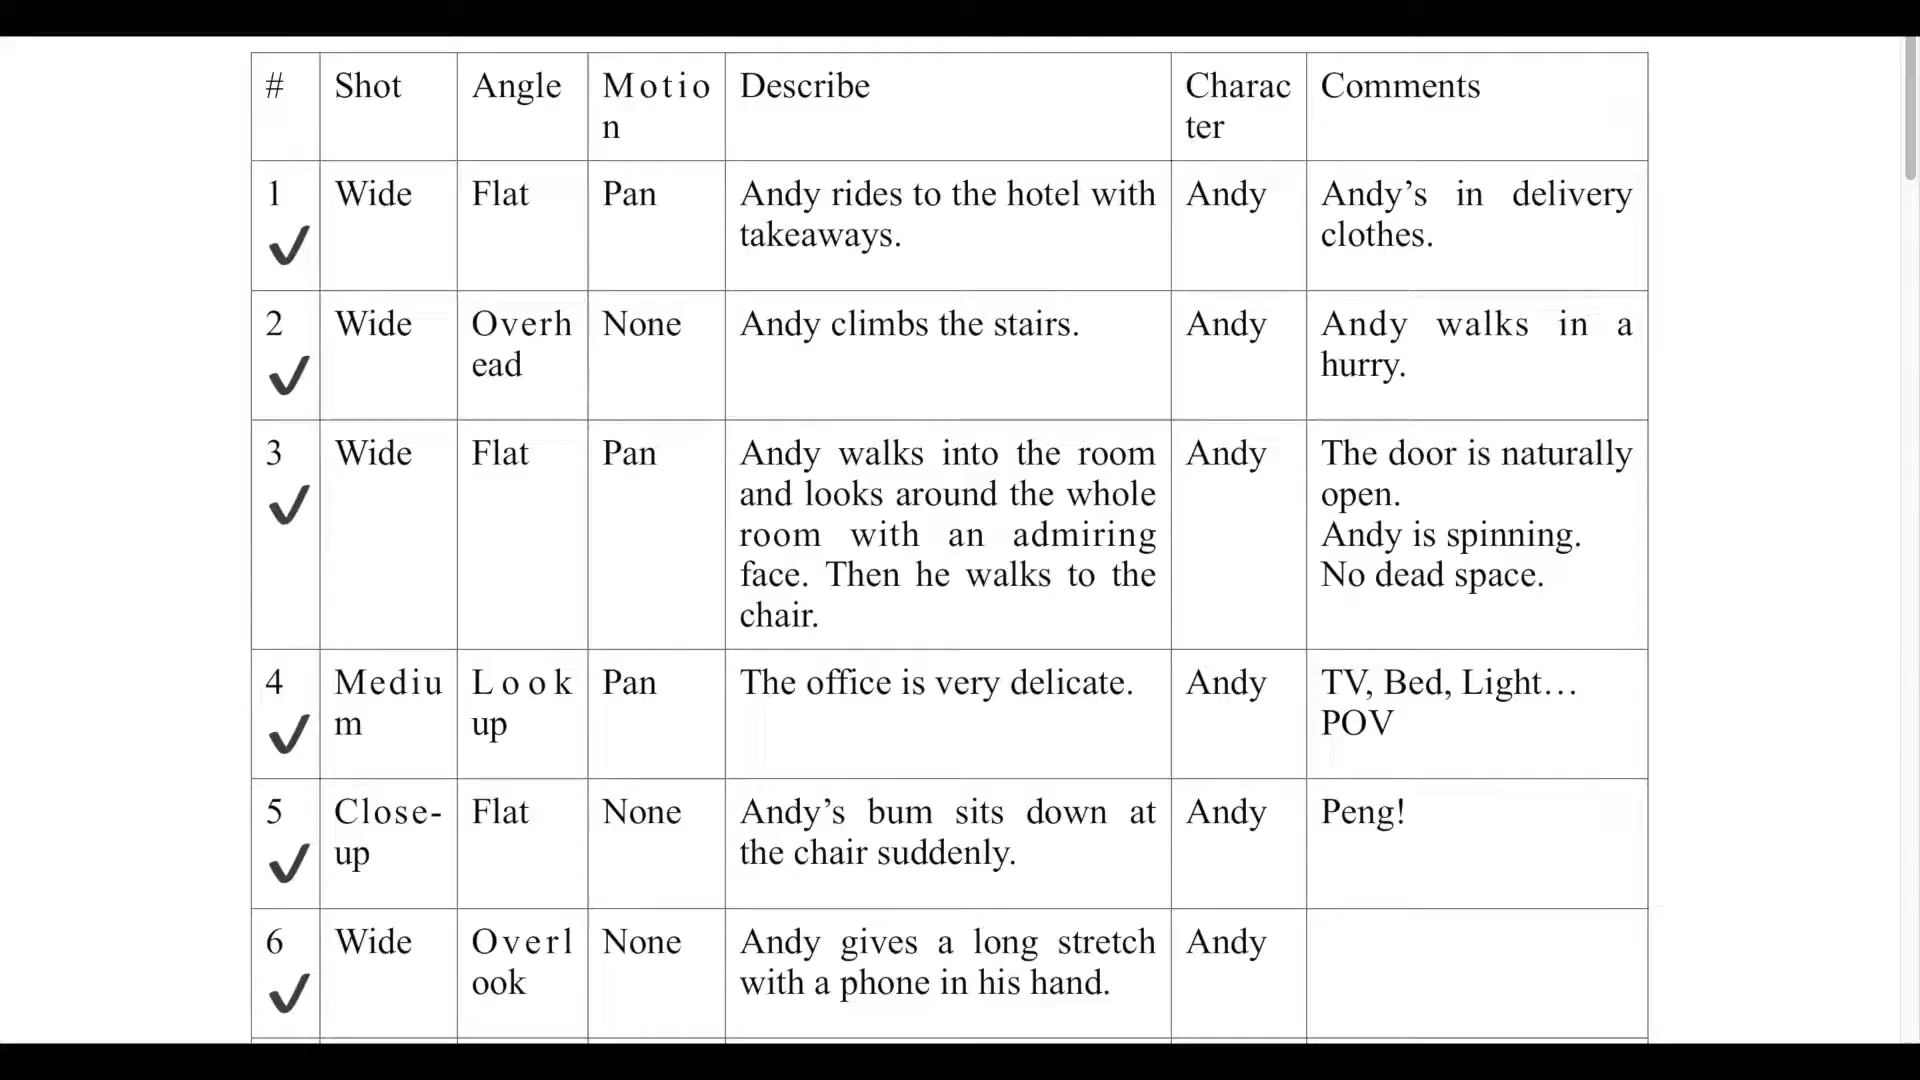 # Shot Angle Motio Describe Charac Comments
n ter
1 Wide Flat Pan Andy rides to the hotel with Andy Andy’s in delivery
✔ takeaways. clothes.
2 Wide Overh None Andy climbs the stairs. Andy Andy walks in a
✔ ead hurry.
3 Wide Flat Pan Andy walks into the room Andy The door is naturally
✔ and looks around the whole open.
room with an admiring Andy is spinning.
face. Then he walks to the No dead space.
chair.
4 Mediu Look Pan The office is very delicate. Andy TV, Bed, Light…
✔ m up POV
5 Close- Flat None Andy’s bum sits down at Andy Peng!
✔ up the chair suddenly.
6 Wide Overl None Andy gives a long stretch Andy
✔ ook with a phone in his hand.